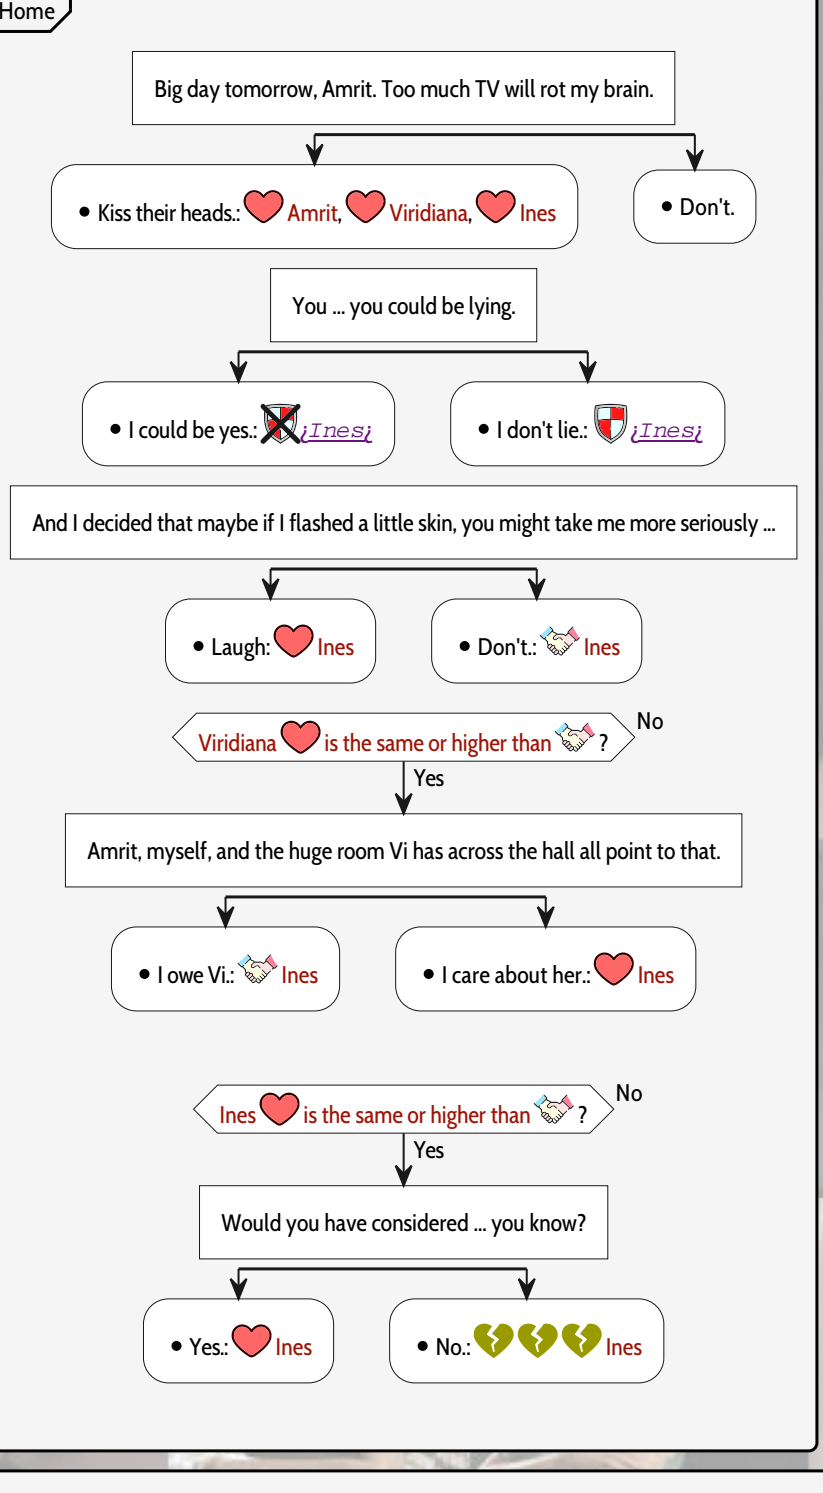 Home
Big day tomorrow, Amrit. Too much TV will rot my brain.
• Kiss their heads.: Amrit, Viridiana, Ines
• Don't.
You ... you could be lying.
• I could be yes.: ¡Ines¿
• I don't lie.: ¡Ines¿
And I decided that maybe if I flashed a little skin, you might take me more seriously ...
• Laugh: Ines
• Don't.: Ines
Viridiana is the same or higher than ?
No
Yes
Amrit, myself, and the huge room Vi has across the hall all point to that.
• I owe Vi.: Ines
• I care about her.: Ines
Ines is the same or higher than ?
No
Yes
Would you have considered ... you know?
• Yes.: Ines
• No.: Ines